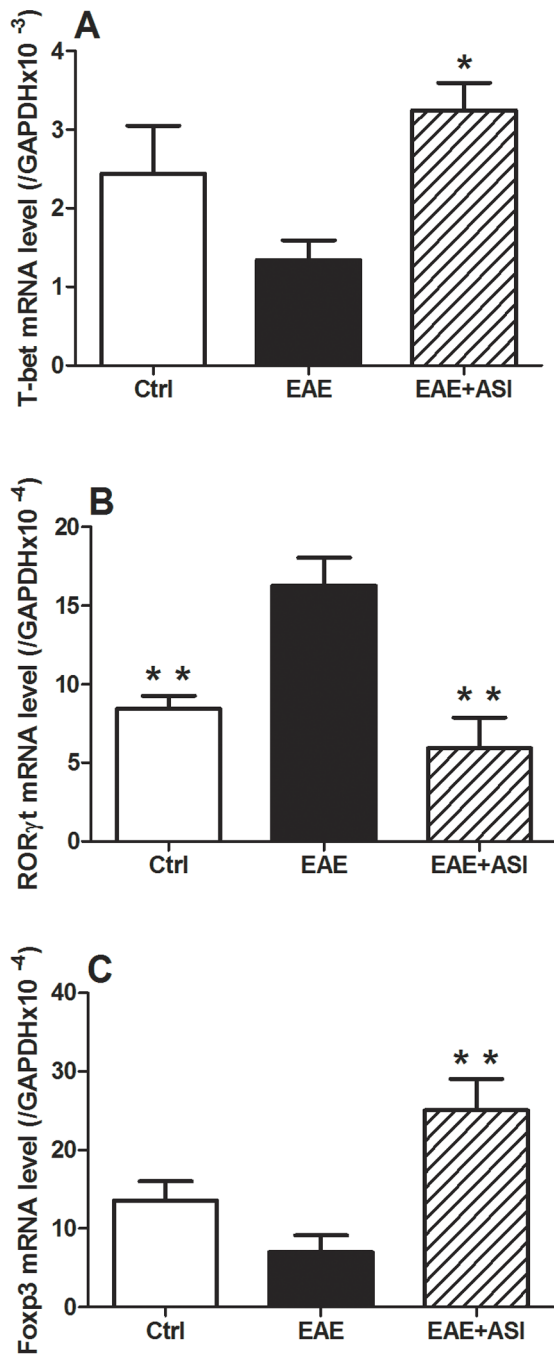 A
T-bet mRNA level (/GAPDHx10 -3)
4
*
3
2
1
0
Ctrl EAE EAE+ASI
B
RORγt mRNA level (/GAPDHx10 -4)
20
15
* *
* *
10
5
0
Ctrl EAE EAE+ASI
C
Foxp3 mRNA level (/GAPDHx10 -4)
40
* *
30
20
10
0
Ctrl EAE EAE+ASI